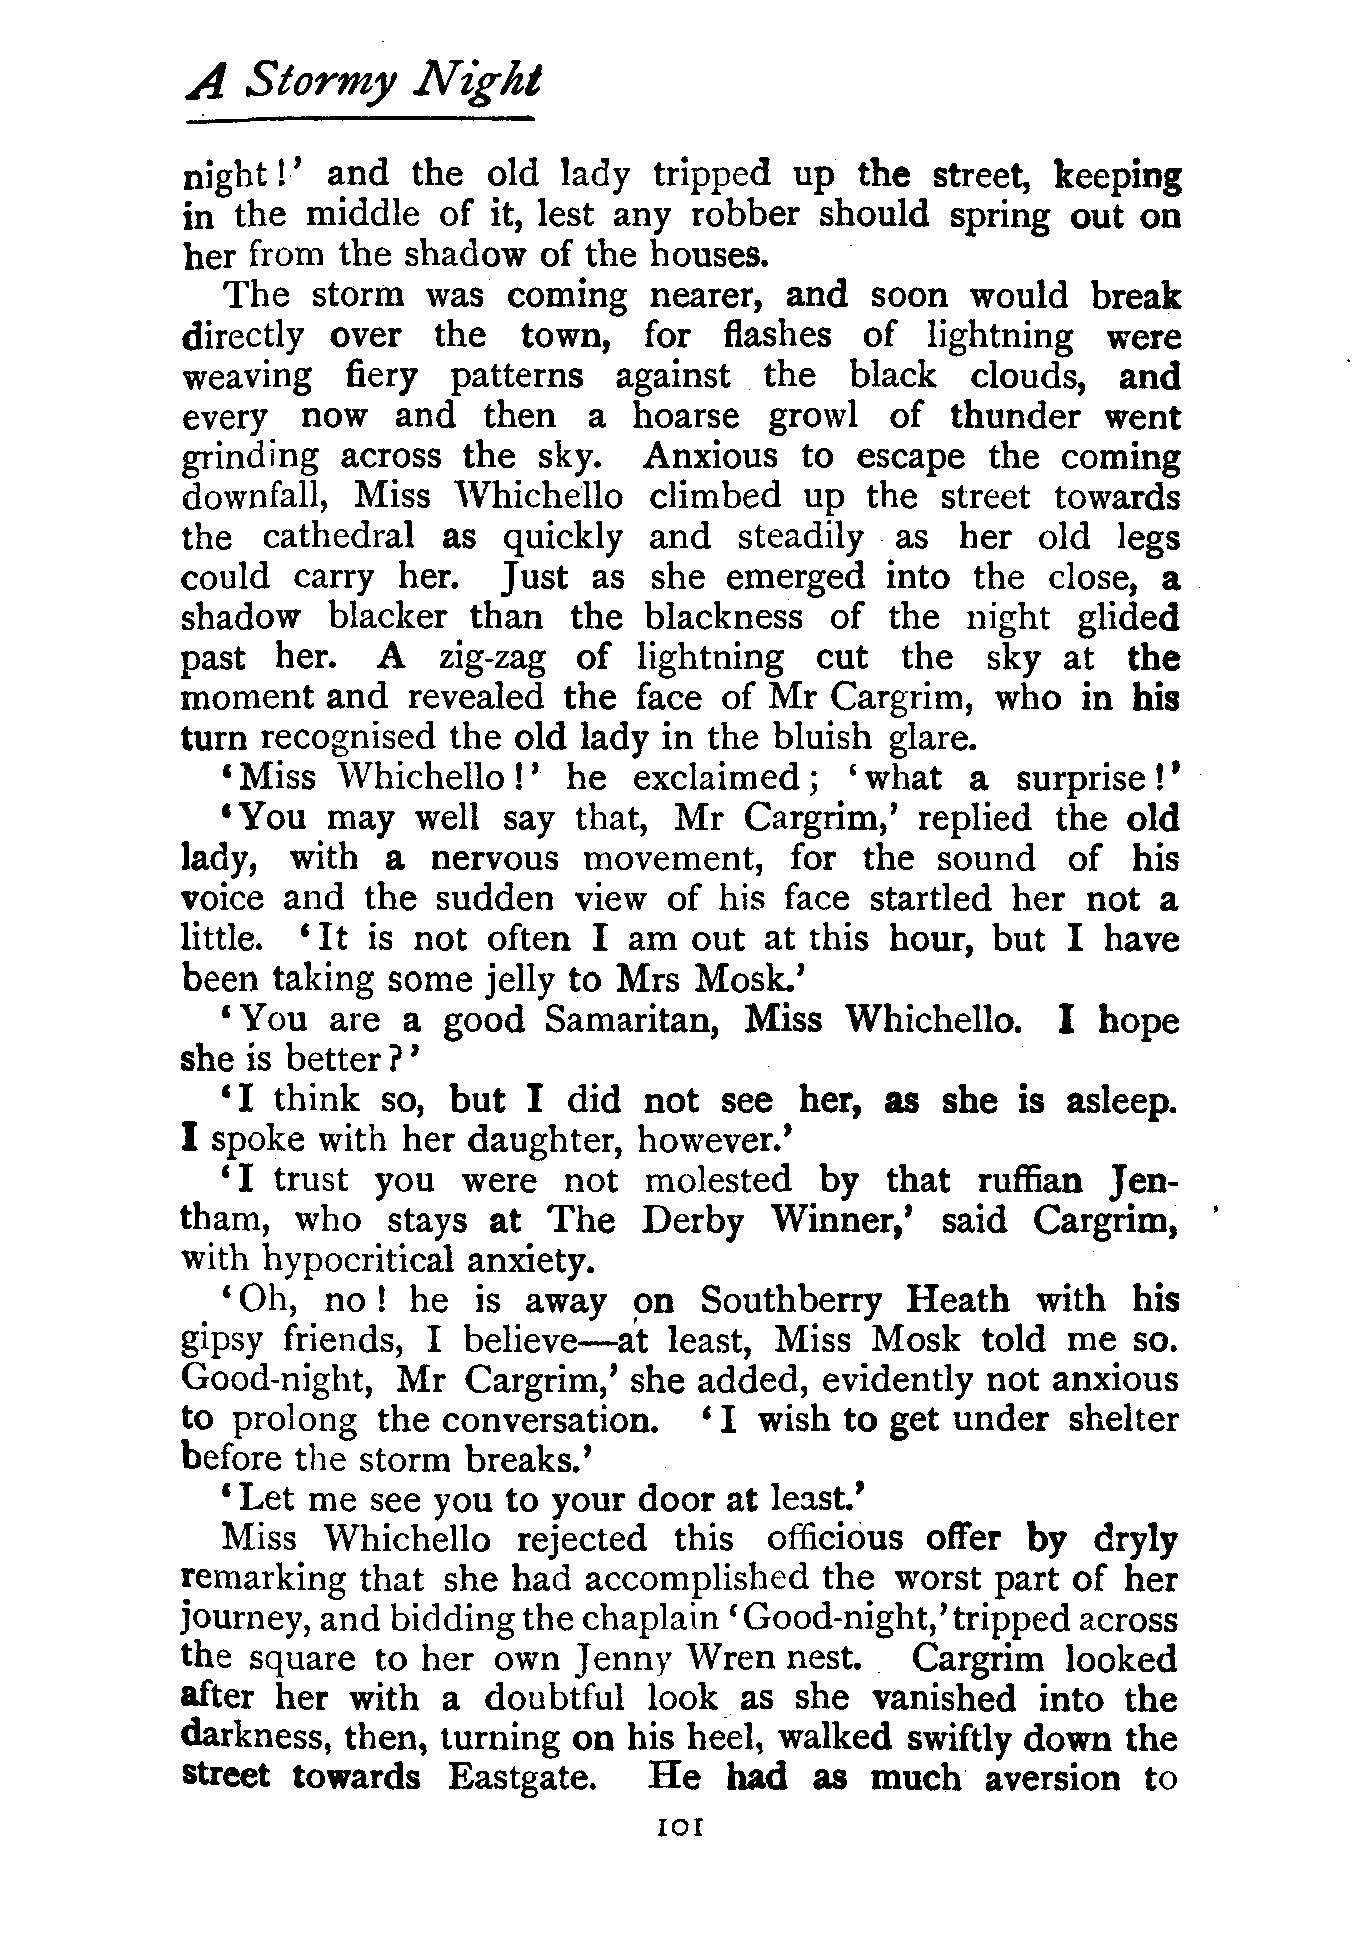 A Stormy Night
night!' and the old lady tripped up the street, keeping
in the middle of it, lest any robber should spring out on
her from the shadow of the houses.
The storm was coming nearer, and soon would break
directly over the town, for flashes of lightning were
weaving fiery patterns against the black clouds, and
every now and then a hoarse growl of thunder went
grinding across the sky. Anxious to escape the coming
downfall, Miss Whichello climbed up the street towards
the cathedral as quickly and steadily as her old legs
could carry her. Just as she emerged into the close, a
shadow blacker than the blackness of the night glided
past her. A zig-zag of lightning cut the sky at the
moment and revealed the face of Mr Cargrim, who in his
turn recognised the old lady in the bluish glare.
'Miss Whichello!' he exclaimed; 'what a surprise!'
'You may well say that, Mr Cargrim,' replied the old
lady, with a nervous movement, for the sound of his
voice and the sudden view of his face startled her not a
little. 'It is not often I am out at this hour, but I have
been taking some jelly to Mrs Mosk.'
'You are a good Samaritan, Miss Whichello. I hope
she is better?'
'I think so, but I did not see her, as she is asleep.
I spoke with her daughter, however.'
'I trust you were not molested by that ruffian Jen-
tham, who stays at The Derby Winner,' said Cargrim,
with hypocritical anxiety.
'Oh, no! he is away on Southberry Heath with his
gipsy friends, I believe—at least, Miss Mosk told me so.
Good-night, Mr Cargrim,' she added, evidently not anxious
to prolong the conversation. 'I wish to get under shelter
before the storm breaks.'
'Let me see you to your door at least.'
Miss Whichello rejected this officious offer by dryly
remarking that she had accomplished the worst part of her
journey, and bidding the chaplain 'Good-night,' tripped across
the square to her own Jenny Wren nest. Cargrim looked
after her with a doubtful look as she vanished into the
darkness, then, turning on his heel, walked swiftly down the
street towards Eastgate. He had as much aversion to
101